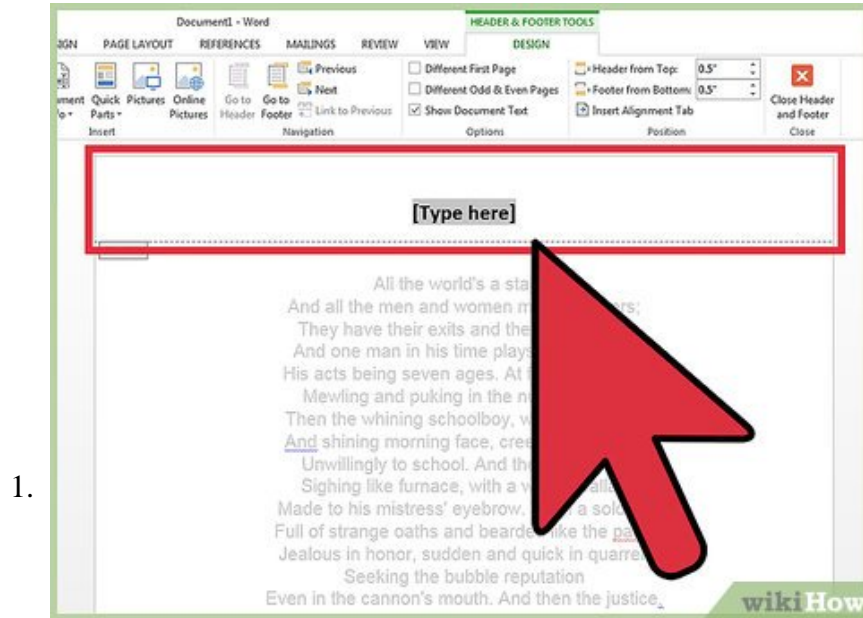 Document1 - Word
HEADER & FOOTER TOOLS
IGN PAGE LAYOUT REFERENCES MAILINGS REVIEW VIEW DESIGN
Previous Different First Page Header from Top: 0.5"
Next Different Odd & Even Pages Footer from Bottom: 0.5"
Link to Previous Show Document Text Insert Alignment Tab
Quick Parts Pictures Online Pictures Go to Header Go to Footer Close Header and Footer
Insert Navigation Options Position Close
[Type here]
All the world's a
And all the men and women
They have their exits and
And one man in his time plays
His acts being seven ages. At
Mewling and puking in the
Then the whining schoolboy,
And shining morning face,
Unwillingly to school. And
Sighing like furnace, with a
Made to his mistress' eyebrow. a
Full of strange oaths and bearded the
Jealous in honor, sudden and quick in
Seeking the bubble reputation
Even in the cannon's mouth. And then the justice,
1.
wikiHow